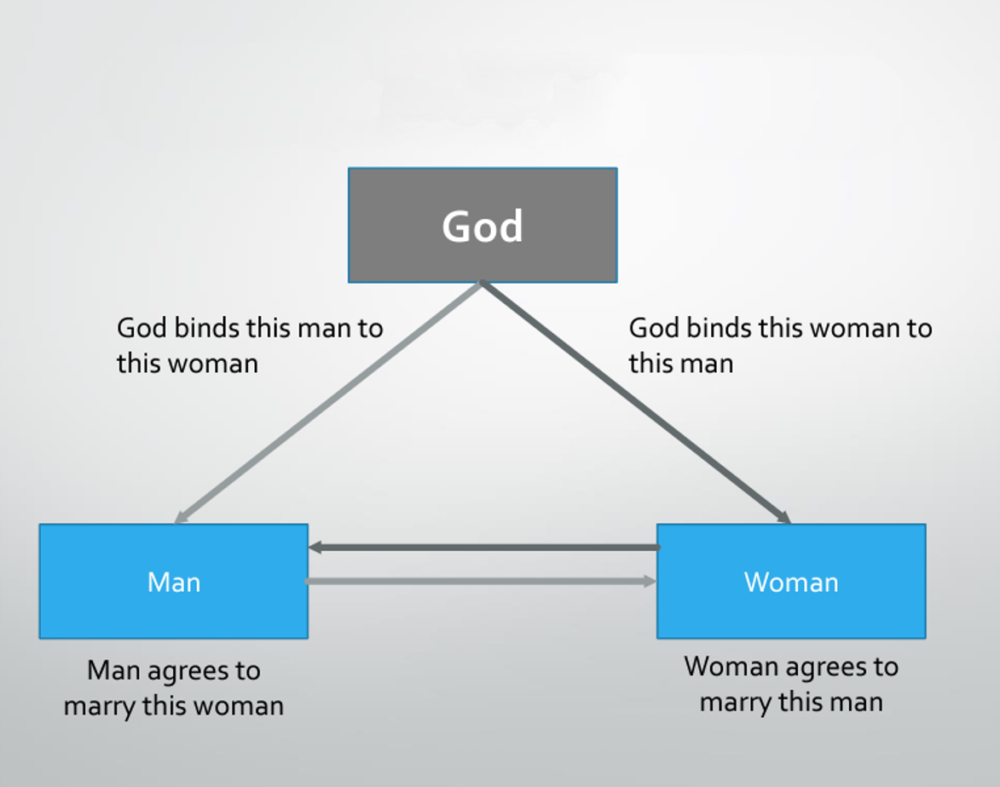 God
God binds this man to
this woman
God binds this woman to
this man
Man
Woman
Man agrees to
marry this woman
Woman agrees to
marry this man